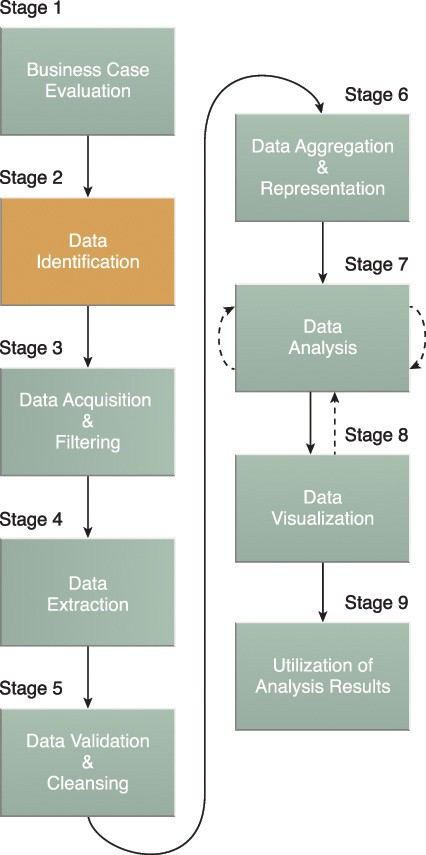 Stage 1
Business Case
Evaluation
Stage 2
Data
Identification
Stage 3
Data Acquisition
&
Filtering
Stage 4
Data
Extraction
Stage 5
Data Validation
&
Cleansing
Stage 6
Data Aggregation
&
Representation
Stage 7
Data
Analysis
Stage 8
Data
Visualization
Stage 9
Utilization of
Analysis Results